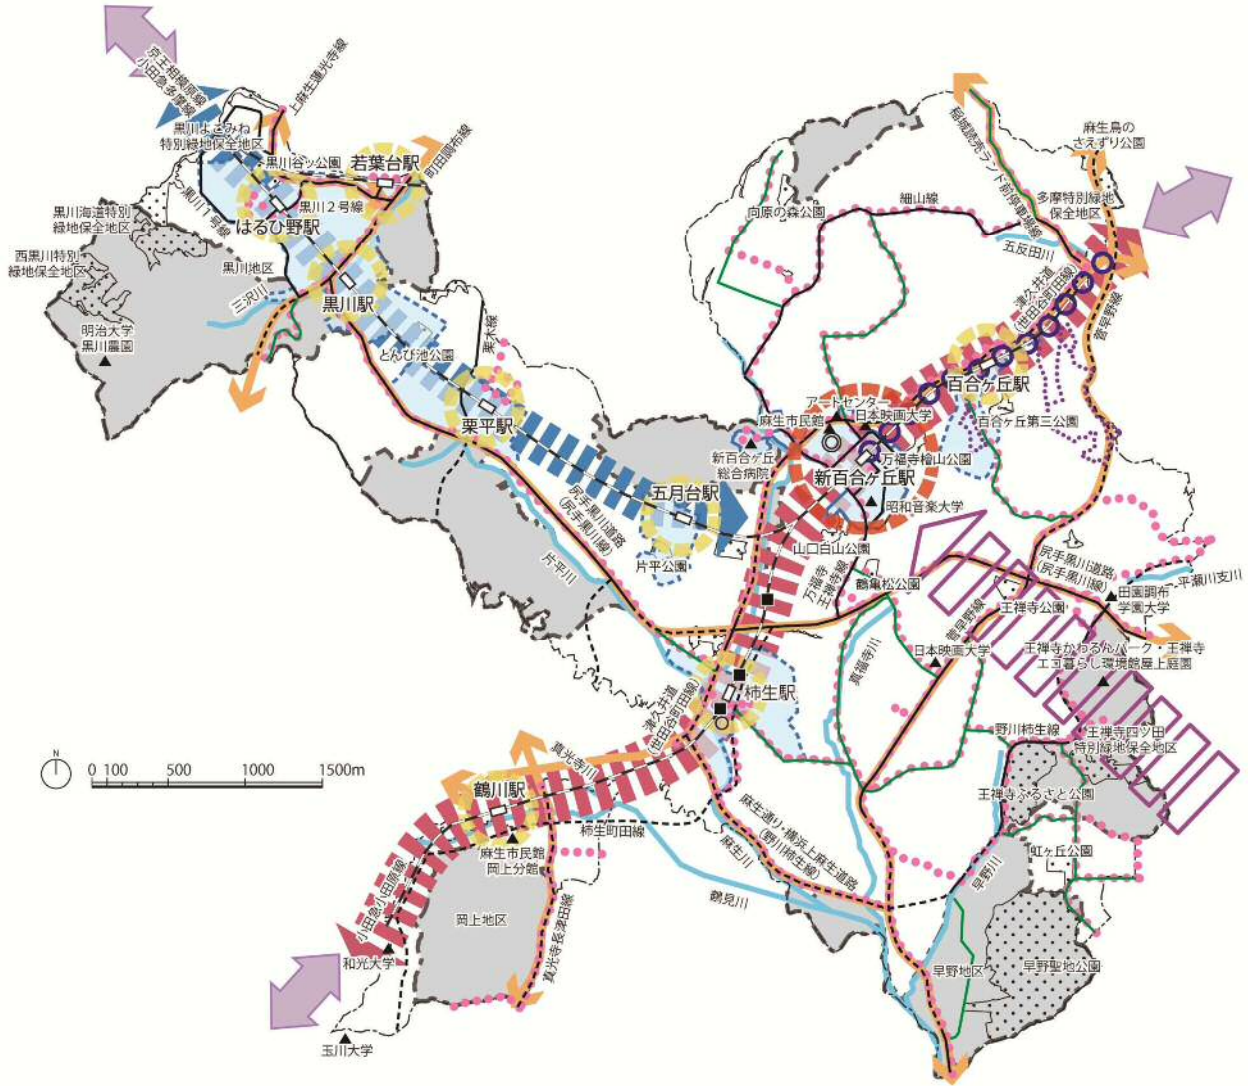 京王相模原線
小田急多摩線
上麻生蓮光寺線
黒川よこみね
特別緑地保全地区
黒川谷ッ公園
若葉台駅
町田調布線
黒川1号線
黒川2号線
はるひ野駅
黒川海道特別
緑地保全地区
西黒川特別
緑地保全地区
黒川地区
三沢川
黒川駅
明治大学
黒川農園
とんび池公園
栗木線
栗平駅
稲城読売ランド前停車場線
麻生鳥の
さえずり公園
細山線
向原の森公園
多摩特別緑地
保全地区
五反田川
津久井道
(世田谷町田線)
菅早野線
百合ヶ丘駅
アートセンター
麻生市民館
日本映画大学
百合ヶ丘第三公園
新百合ヶ丘
総合病院
万福寺檜山公園
新百合ヶ丘駅
昭和音楽大学
五月台駅
尻手黒川道路
(尻手黒川線)
片平川
片平公園
山口白山公園
万福寺
王禅寺線
鶴亀松公園
尻手黒川道路
(尻手黒川線)
平瀬川支川
田園調布
学園大学
王禅寺公園
菅早野線
真福寺川
日本映画大学
王禅寺かわるんパーク・王禅寺
エコ暮らし環境館屋上庭園
柿生駅
津久井道
(世田谷町田線)
野川柿生線
王禅寺四ツ田
特別緑地保全地区
真光寺川
N
0 100 500 1000 1500m
鶴川駅
王禅寺ふるさと公園
柿生町田線
麻生通り・横浜上麻生道路
(野川柿生線)
麻生川
虹ヶ丘公園
麻生市民館
岡上分館
早野川
鶴見川
小田急小田原線
岡上地区
真光寺長津田線
和光大学
早野地区
早野聖地公園
玉川大学